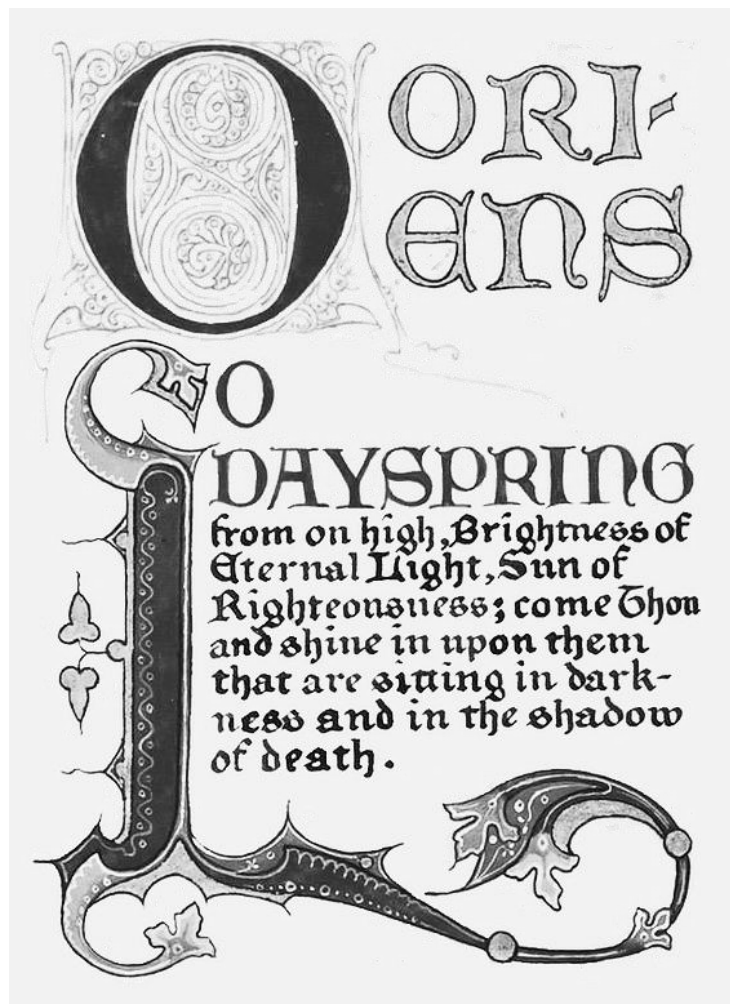 O ORI-
ENS
O
DAYSPRING
from on high, Brightness of
Eternal Light, Sun of
Righteousness; come Thou
and shine in upon them
that are sitting in dark-
ness and in the shadow
of death.